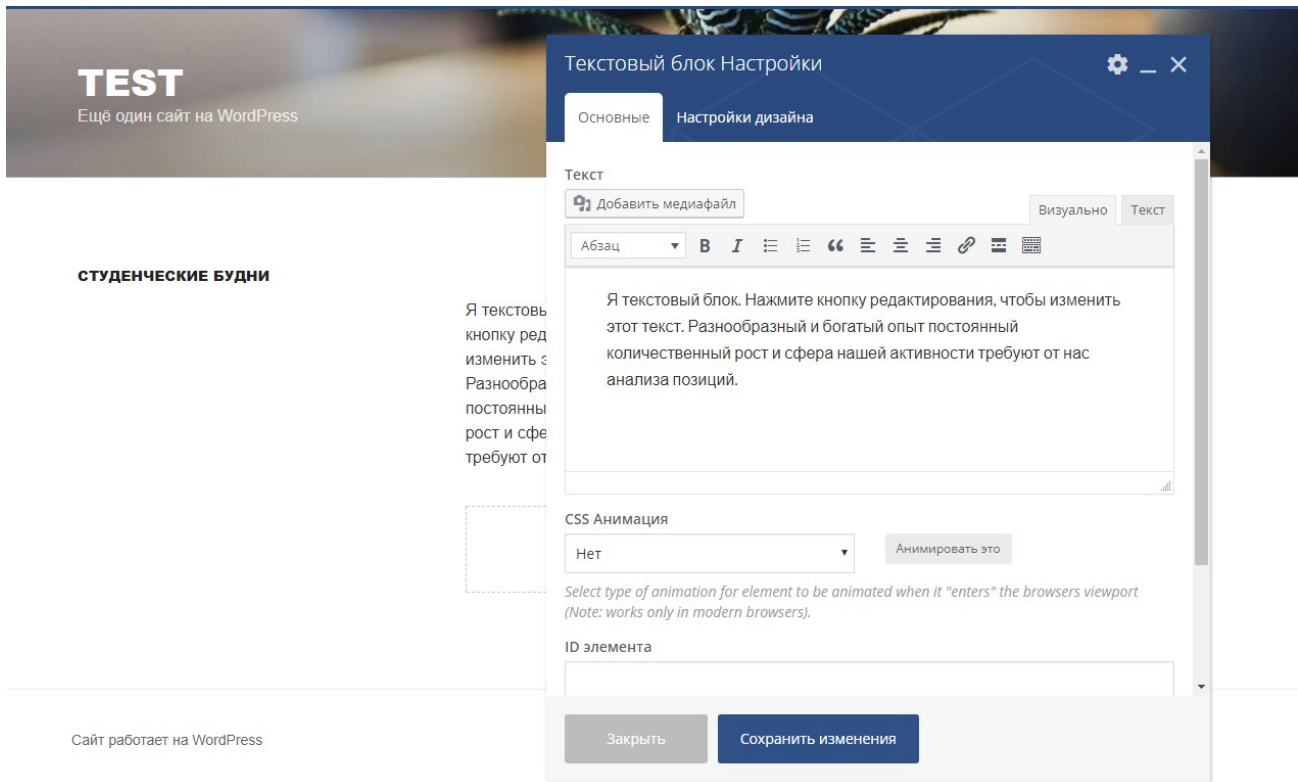 TEST
Ещё один сайт на WordPress
СТУДЕНЧЕСКИЕ БУДНИ
Я текстовь
кнопку ред
изменить э
Разнообра
постоянны
рост и сфе
требуют от
Сайт работает на WordPress
Текстовый блок Настройки
Основные Настройки дизайна
Текст
Добавить медиафайл
Визуально Текст
Абзац
Я текстовый блок. Нажмите кнопку редактирования, чтобы изменить
этот текст. Разнообразный и богатый опыт постоянный
количественный рост и сфера нашей активности требуют от нас
анализа позиций.
CSS Анимация
Нет
Анимировать это
Select type of animation for element to be animated when it "enters" the browsers viewport
(Note: works only in modern browsers).
ID элемента
Закрыть Сохранить изменения